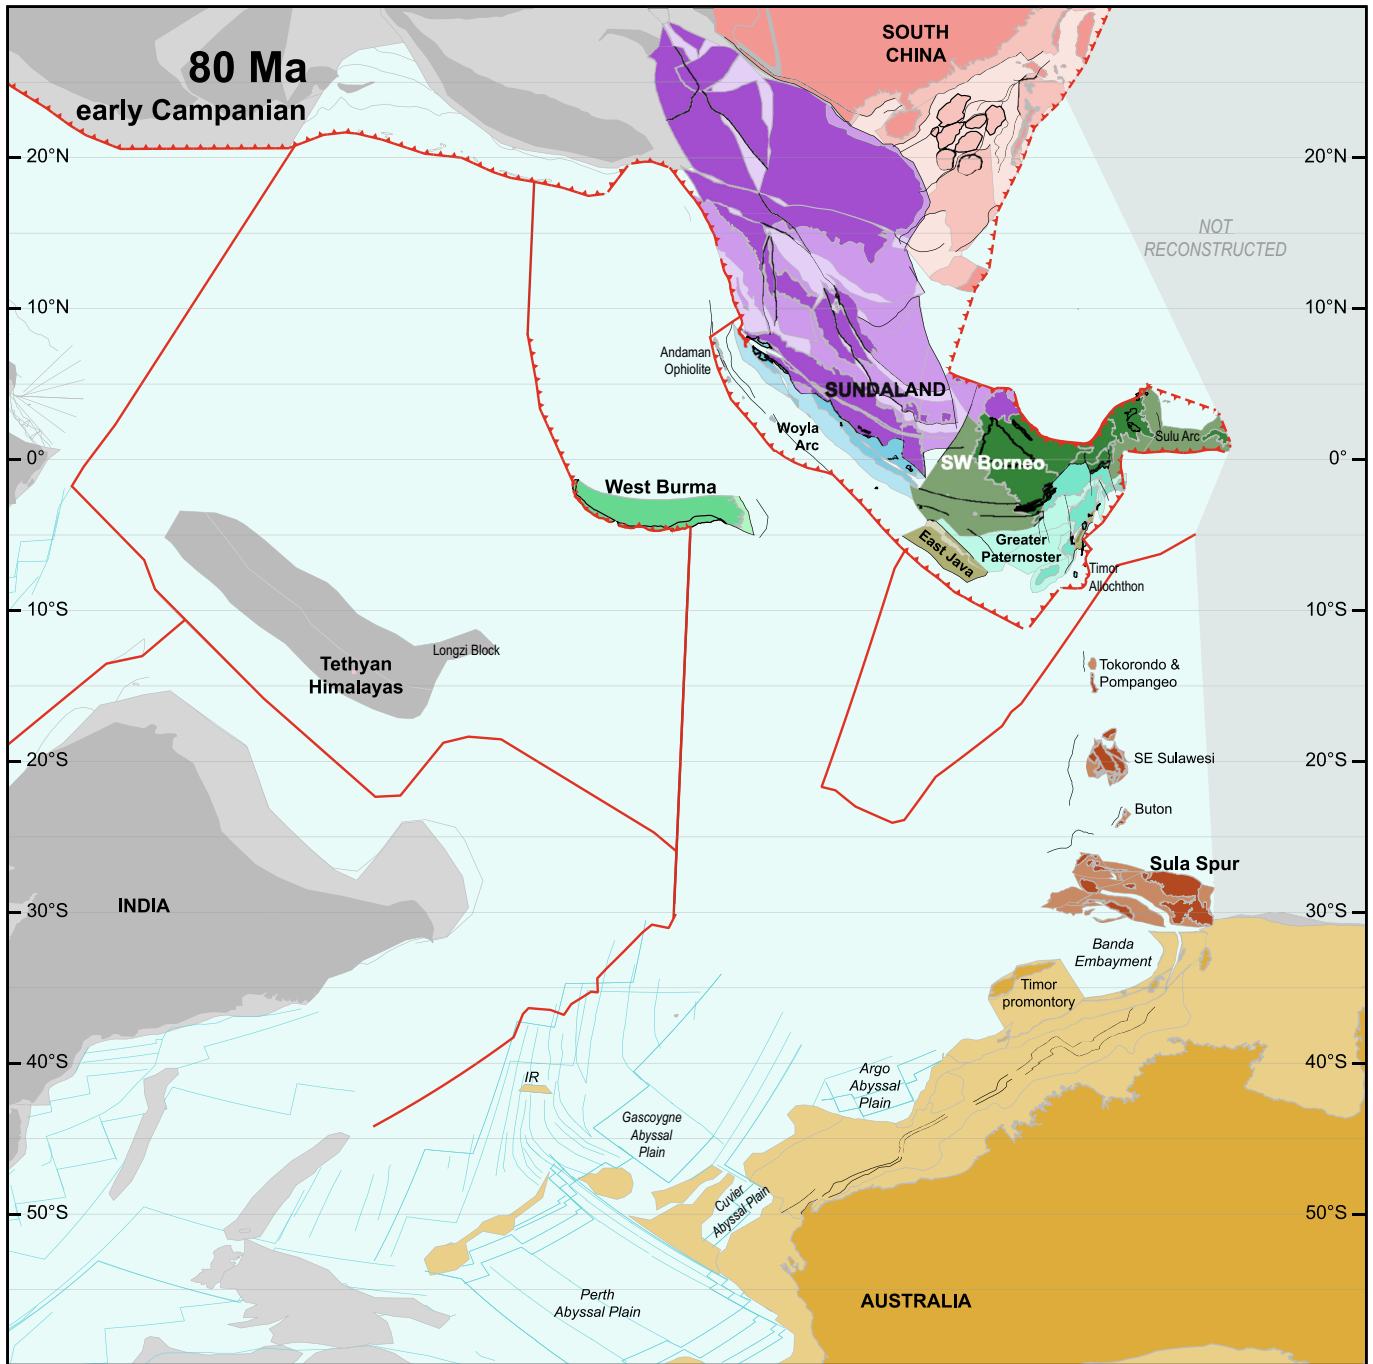 SOUTH
CHINA
80 Ma
early Campanian
20°N
20°N
NOT
RECONSTRUCTED
10°N
10°N
Andaman
Ophiolite
SUNDALAND
Woyla
Arc
Sulu Arc
0°
0°
SW Borneo
West Burma
East Java
Greater
Paternoster
Timor
Allochthon
10°S
10°S
Longzi Block
Tethyan
Himalayas
Tokorondo &
Pompangeo
20°S
20°S
SE Sulawesi
Buton
Sula Spur
INDIA
30°S
30°S
Banda
Embayment
Timor
promontory
40°S
40°S
IR
Argo
Abyssal
Plain
Gascoygne
Abyssal
Plain
Cuvier
Abyssal Plain
50°S
50°S
Perth
Abyssal Plain
AUSTRALIA